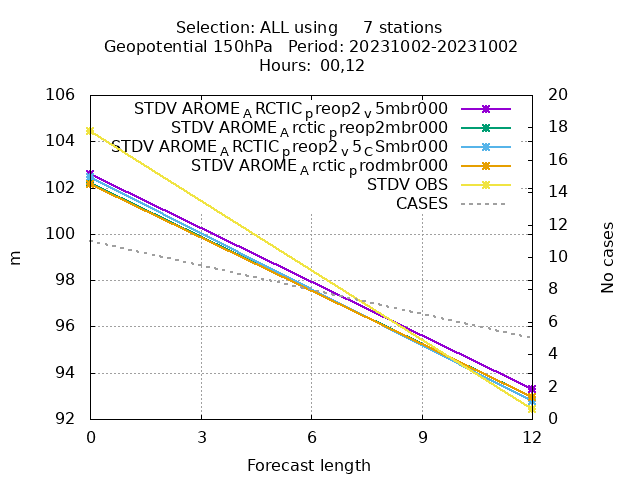 Selection: ALL using     7 stations
Geopotential 150hPa   Period: 20231002-20231002
Hours:  00,12
STDV AROME_ARCTIC_preop2_v5mbr000
STDV AROME_Arctic_preop2mbr000
STDV AROME_ARCTIC_preop2_v5_CSmbr000
STDV AROME_Arctic_prodmbr000
STDV OBS
CASES
106
104
102
100
98
96
94
92
m
20
18
16
14
12
10
8
6
4
2
0
No cases
0 3 6 9 12
Forecast length